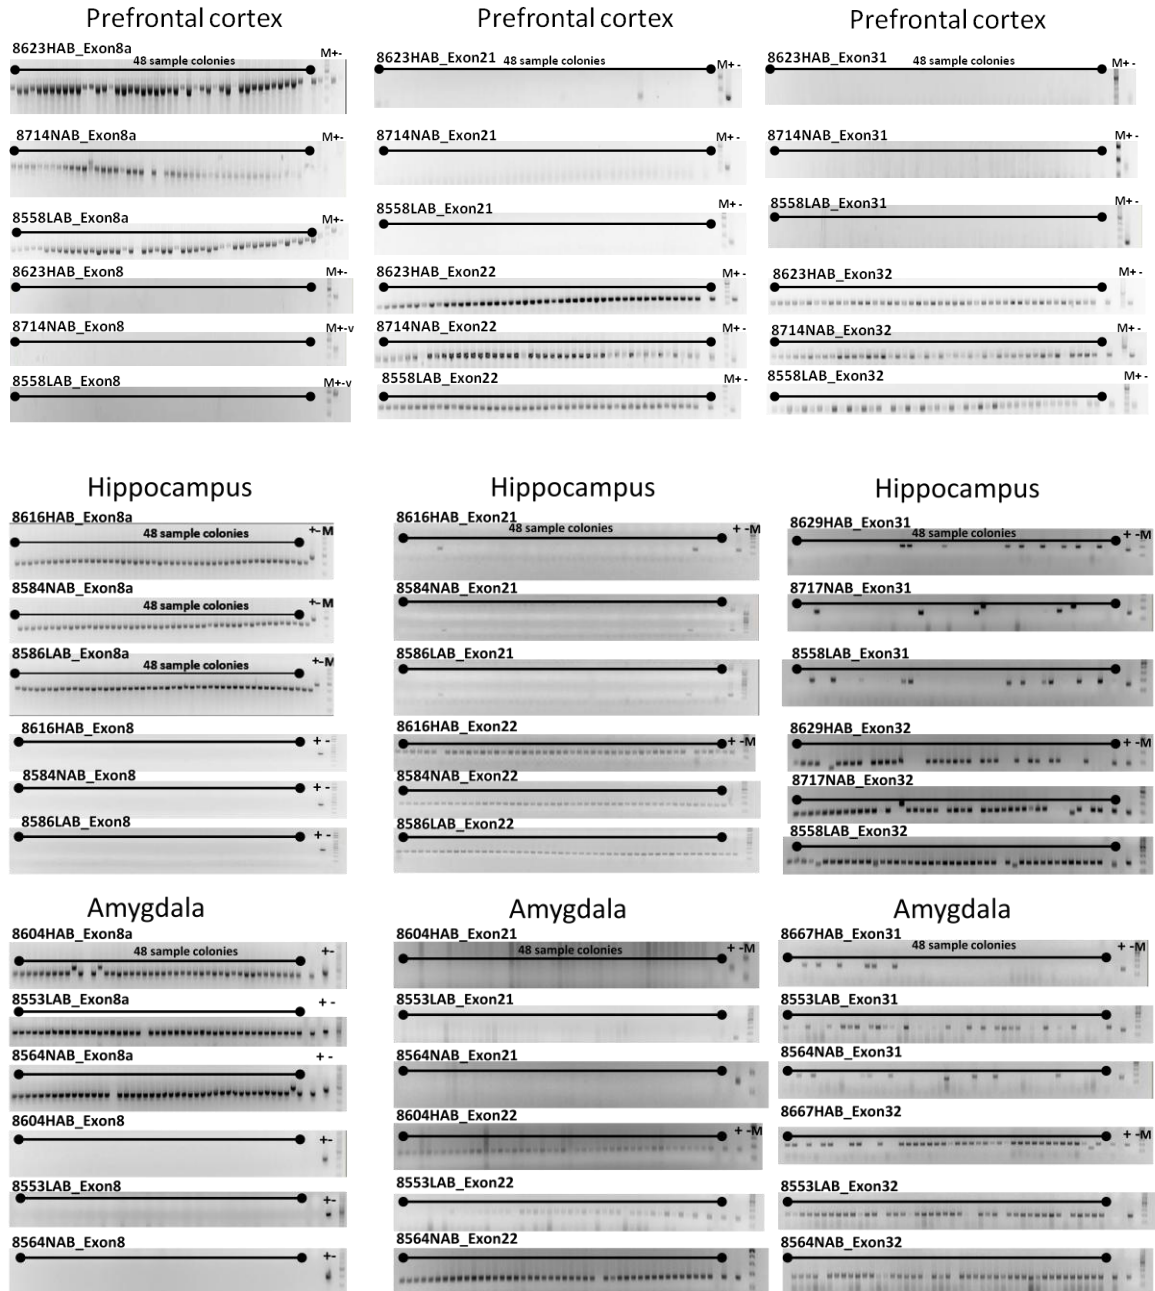 Prefrontal cortex
8623HAB_Exon8a
48 sample colonies
M+-
8714NAB_Exon8a
M+-
8558LAB_Exon8a
M+-
8623HAB_Exon8
M+-
8714NAB_Exon8
M+-v
8558LAB_Exon8
M+-v
Prefrontal cortex
8623HAB_Exon21 48 sample colonies
M+ -
8714NAB_Exon21
M+ -
8558LAB_Exon21
M+ -
8623HAB_Exon22
M+ -
8714NAB_Exon22
M+ -
8558LAB_Exon22
M+ -
Prefrontal cortex
8623HAB_Exon31 48 sample colonies
M+ -
8714NAB_Exon31
M+ -
8558LAB_Exon31
M+ -
8623HAB_Exon32
M+ -
8714NAB_Exon32
M+ -
8558LAB_Exon32
M+ -
Hippocampus
8616HAB_Exon8a
48 sample colonies
+-M
8584NAB_Exon8a
48 sample colonies
+-M
8586LAB_Exon8a
48 sample colonies
+-M
8616HAB_Exon8
+ -
8584NAB_Exon8
+ -
8586LAB_Exon8
+ -
Hippocampus
8616HAB_Exon21
48 sample colonies
+ -M
8584NAB_Exon21
8586LAB_Exon21
8616HAB_Exon22
+ -M
8584NAB_Exon22
8586LAB_Exon22
Hippocampus
8629HAB_Exon31
48 sample colonies
+ -M
8717NAB_Exon31
8558LAB_Exon31
8629HAB_Exon32
+ -M
8717NAB_Exon32
8558LAB_Exon32
Amygdala
8604HAB_Exon8a
48 sample colonies
+-
8553LAB_Exon8a
+ -
8564NAB_Exon8a
+ -
8604HAB_Exon8
+-
8553LAB_Exon8
+-
8564NAB_Exon8
+-
Amygdala
8604HAB_Exon21
48 sample colonies
+ -M
8553LAB_Exon21
8564NAB_Exon21
8604HAB_Exon22
+ -M
8553LAB_Exon22
8564NAB_Exon22
Amygdala
8667HAB_Exon31
48 sample colonies
+ -M
8553LAB_Exon31
8564NAB_Exon31
8667HAB_Exon32
+ -M
8553LAB_Exon32
8564NAB_Exon32